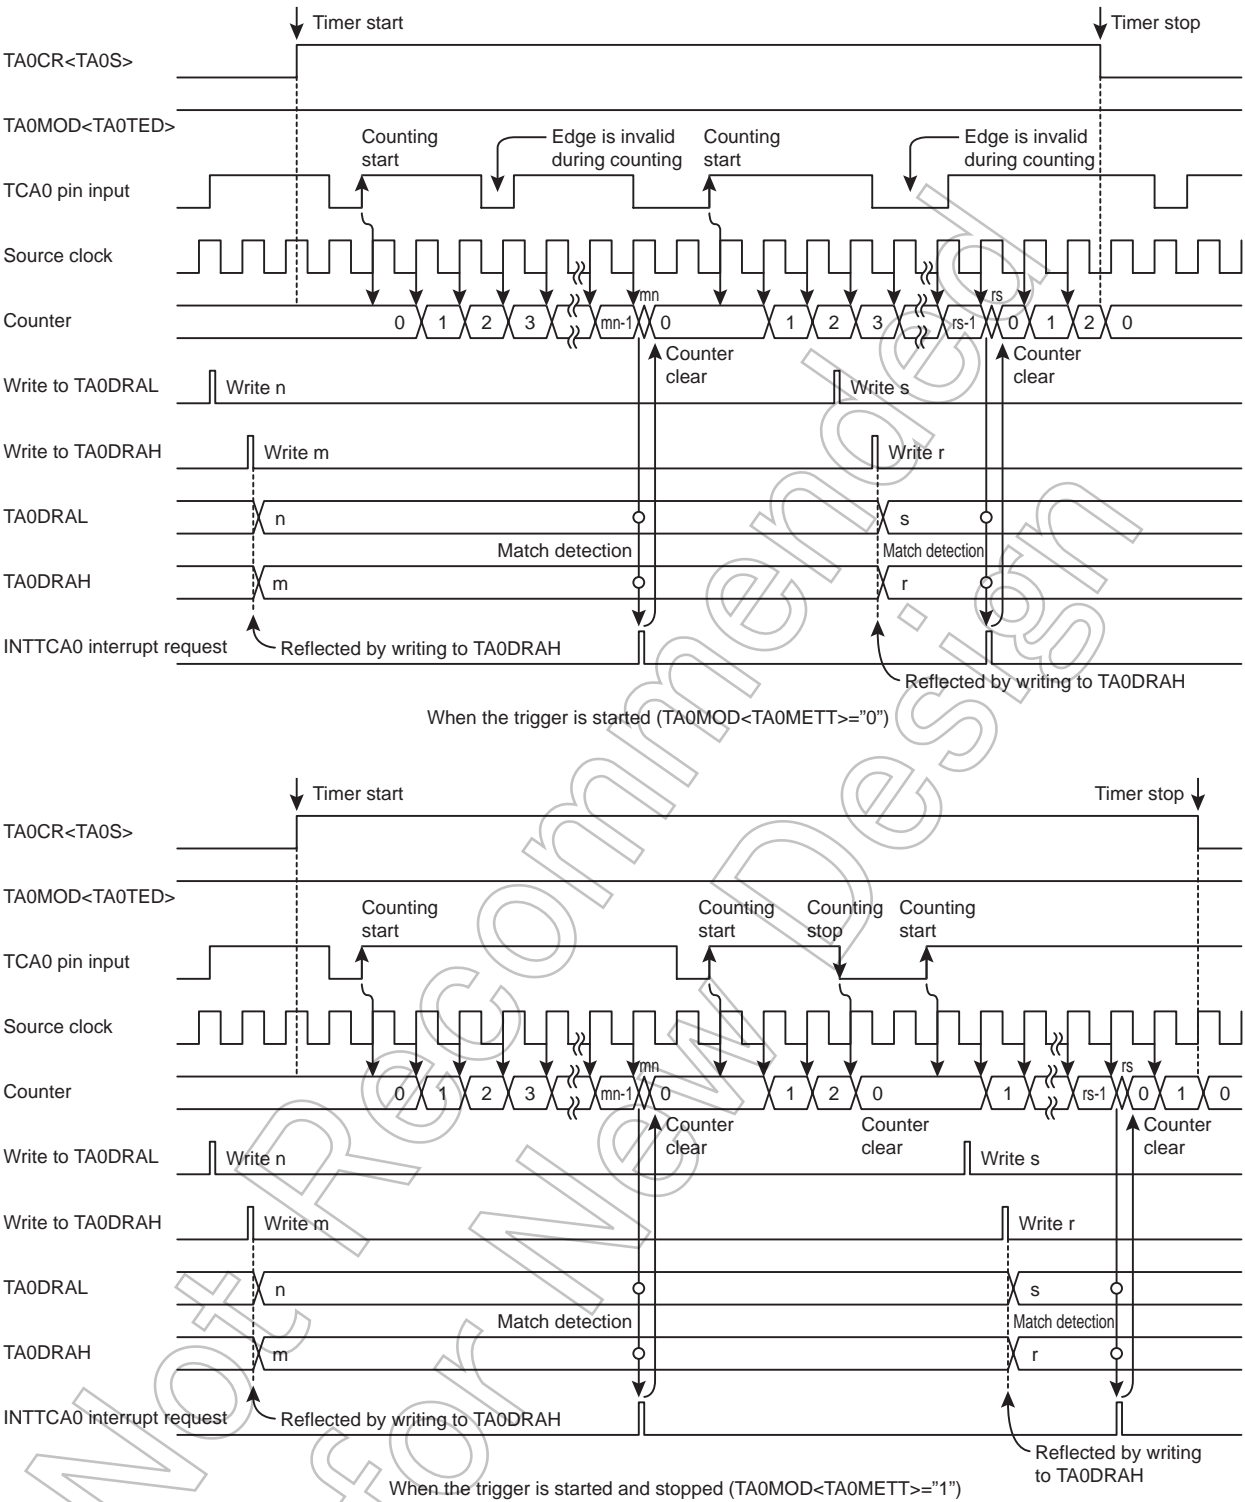 Timer start
Timer stop
TA0CR<TA0S>
TA0MOD<TA0TED>
Counting start
Edge is invalid during counting
Counting start
Edge is invalid during counting
TCA0 pin input
Source clock
mn
rs
Counter
0 1 2 3 mn-1 0 1 2 3 rs-1 0 1 2 0
Counter clear
Counter clear
Write to TA0DRAL
Write n
Write s
Write to TA0DRAH
Write m
Write r
TA0DRAL
n
s
Match detection
Match detection
TA0DRAH
m
r
INTTCA0 interrupt request
Reflected by writing to TA0DRAH
Reflected by writing to TA0DRAH
When the trigger is started (TA0MOD<TA0METT>=”0”)
Timer start
Timer stop
TA0CR<TA0S>
TA0MOD<TA0TED>
Counting start
Counting start
Counting stop
Counting start
TCA0 pin input
Source clock
mn
rs
Counter
0 1 2 3 mn-1 0 1 2 0 1 rs-1 0 1 0
Counter clear
Counter clear
Counter clear
Write to TA0DRAL
Write n
Write s
Write to TA0DRAH
Write m
Write r
TA0DRAL
n
s
Match detection
Match detection
TA0DRAH
m
r
INTTCA0 interrupt request
Reflected by writing to TA0DRAH
Reflected by writing
to TA0DRAH
When the trigger is started and stopped (TA0MOD<TA0METT>=”1”)
Not Recommended
for New Design